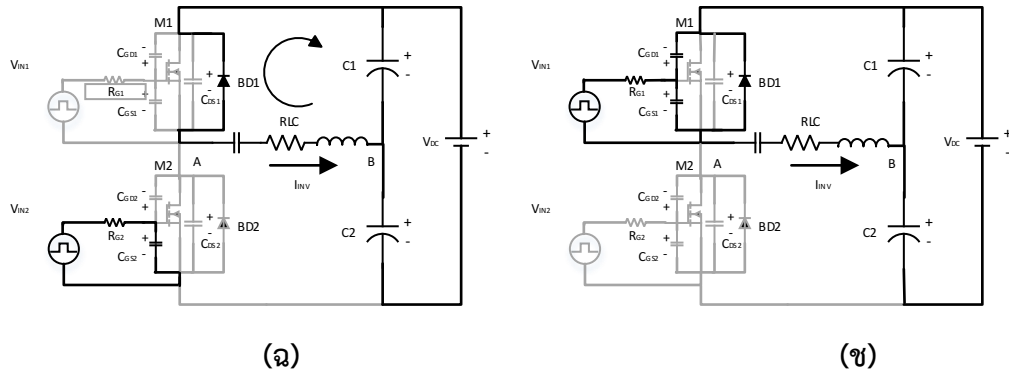 M1
CGD1 -
+
VIN1
RG1
+
CGS1 -
+
-
CDS1
BD1
C1
+
-
RLC
VDC
+
-
A
B
IINV
M2
CGD2 -
+
VIN2
RG2
+
CGS2 -
+
-
CDS2
BD2
C2
+
-
(ฉ)
M1
CGD1 -
+
VIN1
RG1
+
CGS1 -
+
-
CDS1
BD1
C1
+
-
RLC
VDC
+
-
A
B
IINV
M2
CGD2 -
+
VIN2
RG2
+
CGS2 -
+
-
CDS2
BD2
C2
+
-
(ช)